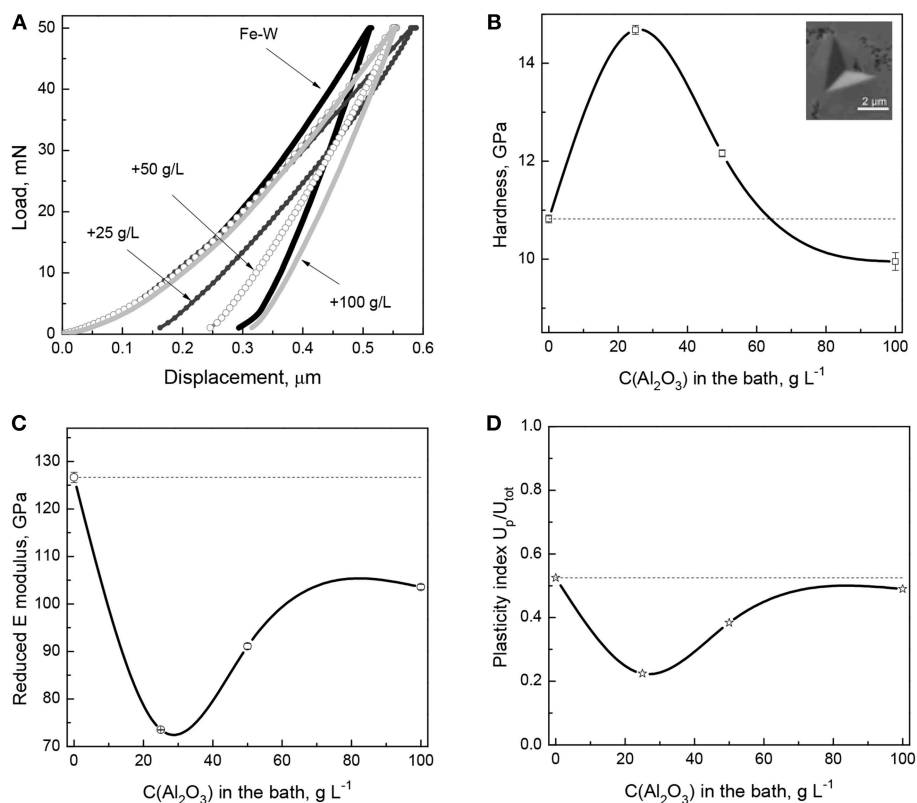 A
50
40
30
20
10
0
Load, mN
0.0 0.1 0.2 0.3 0.4 0.5 0.6
Displacement, μm
Fe-W
+50 g/L
+25 g/L
+100 g/L
B
14
12
10
Hardness, GPa
0 20 40 60 80 100
C(Al₂O₃) in the bath, g L⁻¹
2 μm
C
130
120
110
100
90
80
70
Reduced E modulus, GPa
0 20 40 60 80 100
C(Al₂O₃) in the bath, g L⁻¹
D
1.0
0.8
0.6
0.4
0.2
0.0
Plasticity index Uₚ/Uₜₒₜ
0 20 40 60 80 100
C(Al₂O₃) in the bath, g L⁻¹